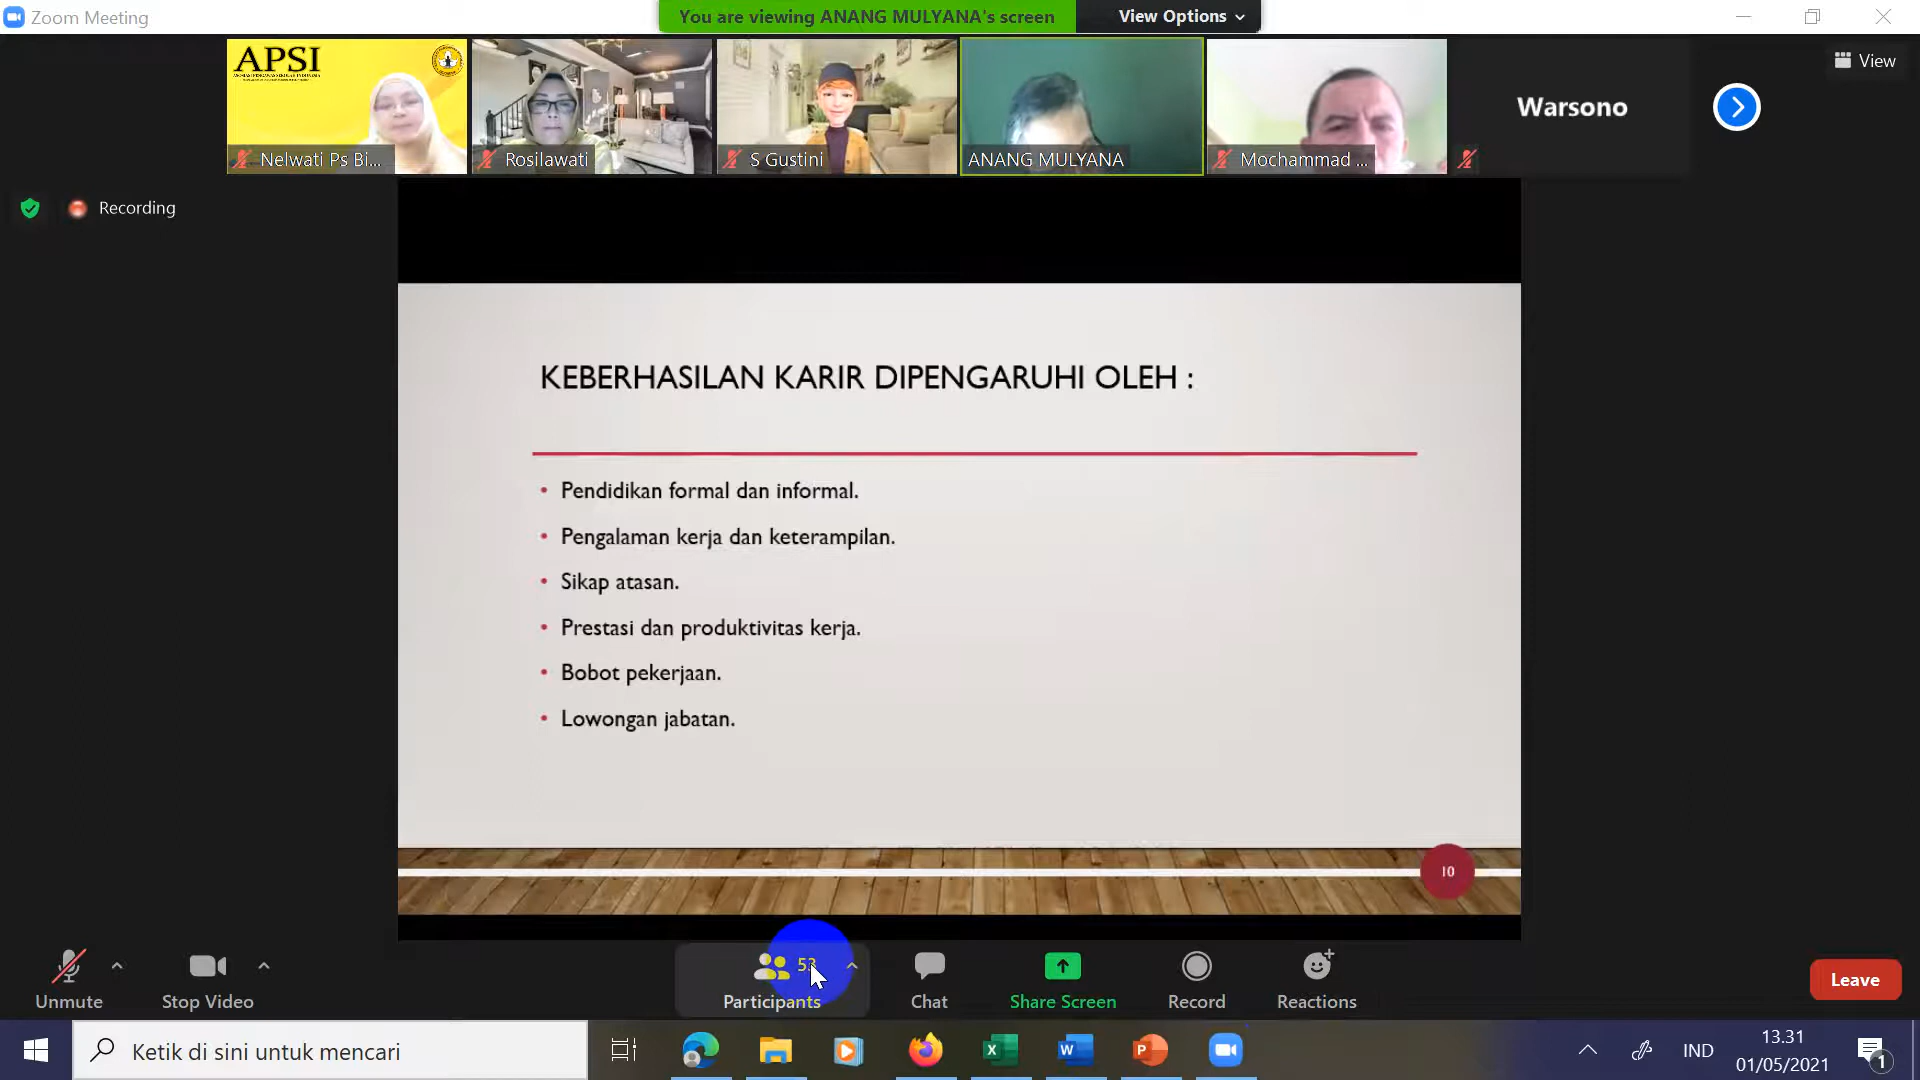 Zoom Meeting
You are viewing ANANG MULYANA's screen
View Options
View
APSI
Nelwati Ps Bi...
Rosilawati
S Gustini
ANANG MULYANA
Mochammad ...
Warsono
Recording
KEBERHASILAN KARIR DIPENGARUHI OLEH :
• Pendidikan formal dan informal.
• Pengalaman kerja dan keterampilan.
• Sikap atasan.
• Prestasi dan produktivitas kerja.
• Bobot pekerjaan.
• Lowongan jabatan.
10
Unmute
Stop Video
53
Participants
Chat
Share Screen
Record
Reactions
Leave
Ketik di sini untuk mencari
IND
13.31
01/05/2021
1